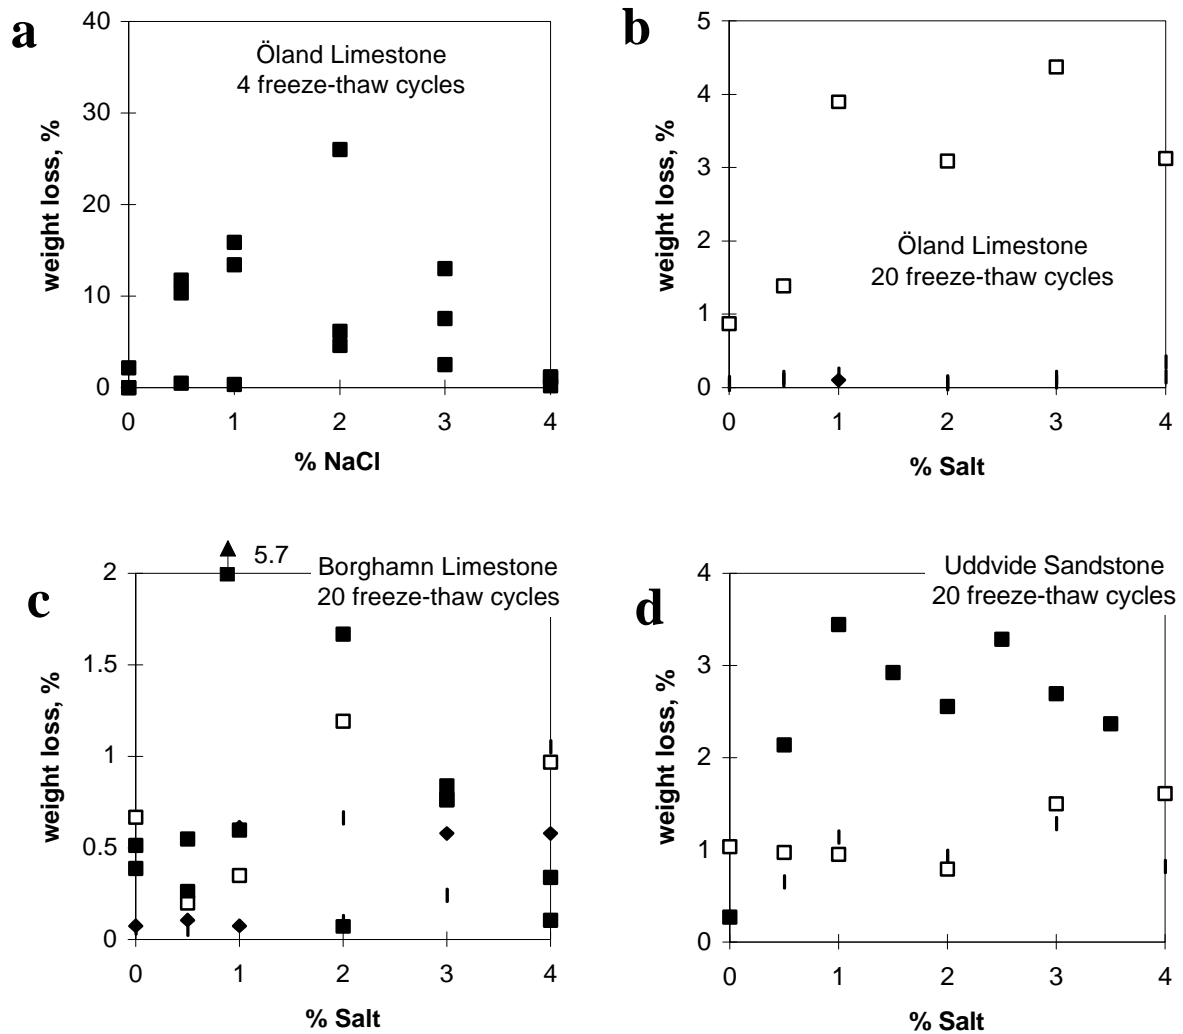 a
Öland Limestone
4 freeze-thaw cycles
weight loss, %
40
30
20
10
0
0 1 2 3 4
% NaCl
b
Öland Limestone
20 freeze-thaw cycles
weight loss, %
5
4
3
2
1
0
0 1 2 3 4
% Salt
c
5.7
Borghamn Limestone
20 freeze-thaw cycles
weight loss, %
2
1.5
1
0.5
0
0 1 2 3 4
% Salt
d
Uddvide Sandstone
20 freeze-thaw cycles
weight loss, %
4
3
2
1
0
0 1 2 3 4
% Salt